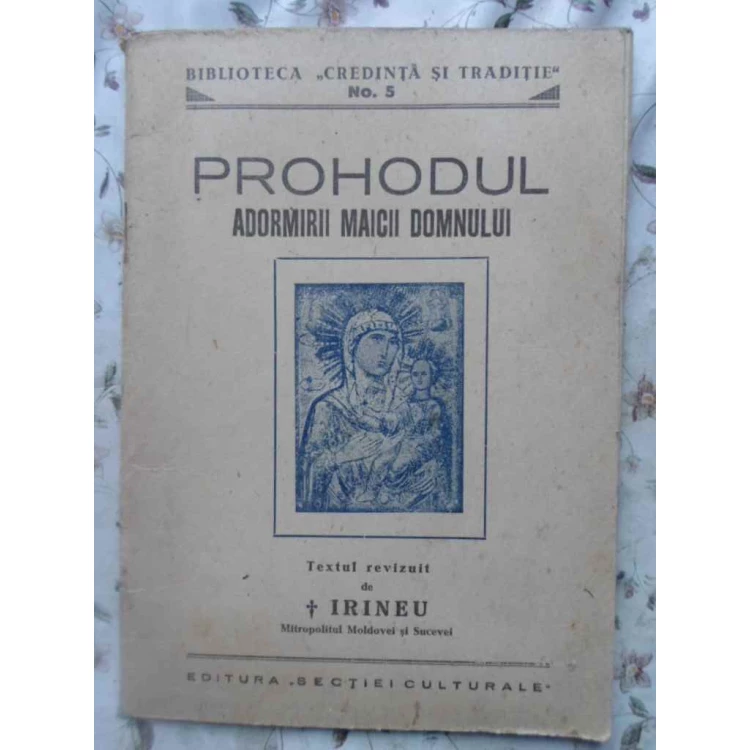 BIBLIOTECA „CREDINȚĂ ȘI TRADIȚIE"
No. 5
PROHODUL
ADORMIRII MAICII DOMNULUI
Textul revizuit
de
† IRINEU
Mitropolitul Moldovei și Sucevei
EDITURA „SECȚIEI CULTURALE"